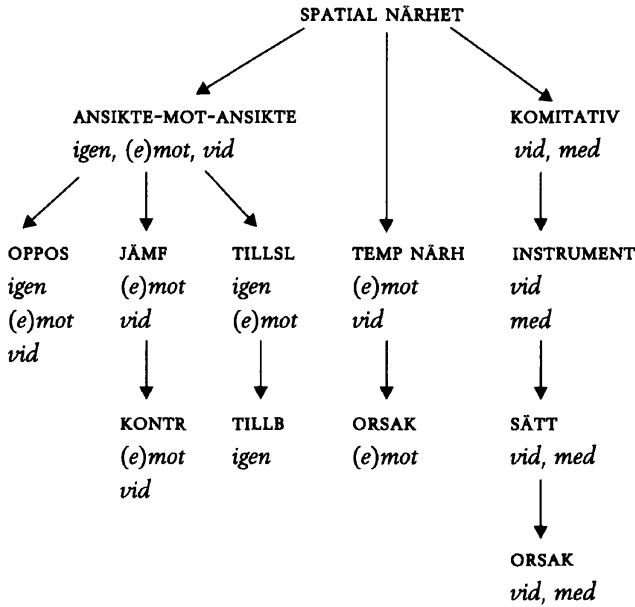 SPATIAL NÄRHET
ANSIKTE-MOT-ANSIKTE KOMITATIV
igen, (e)mot, vid vid, med
OPPOS JÄMF TILLSL TEMP NÄRH INSTRUMENT
igen (e)mot igen (e)mot vid
(e)mot vid (e)mot vid med
vid
KONTR TILLB ORSAK SÄTT
(e)mot igen (e)mot vid, med
vid
ORSAK
vid, med